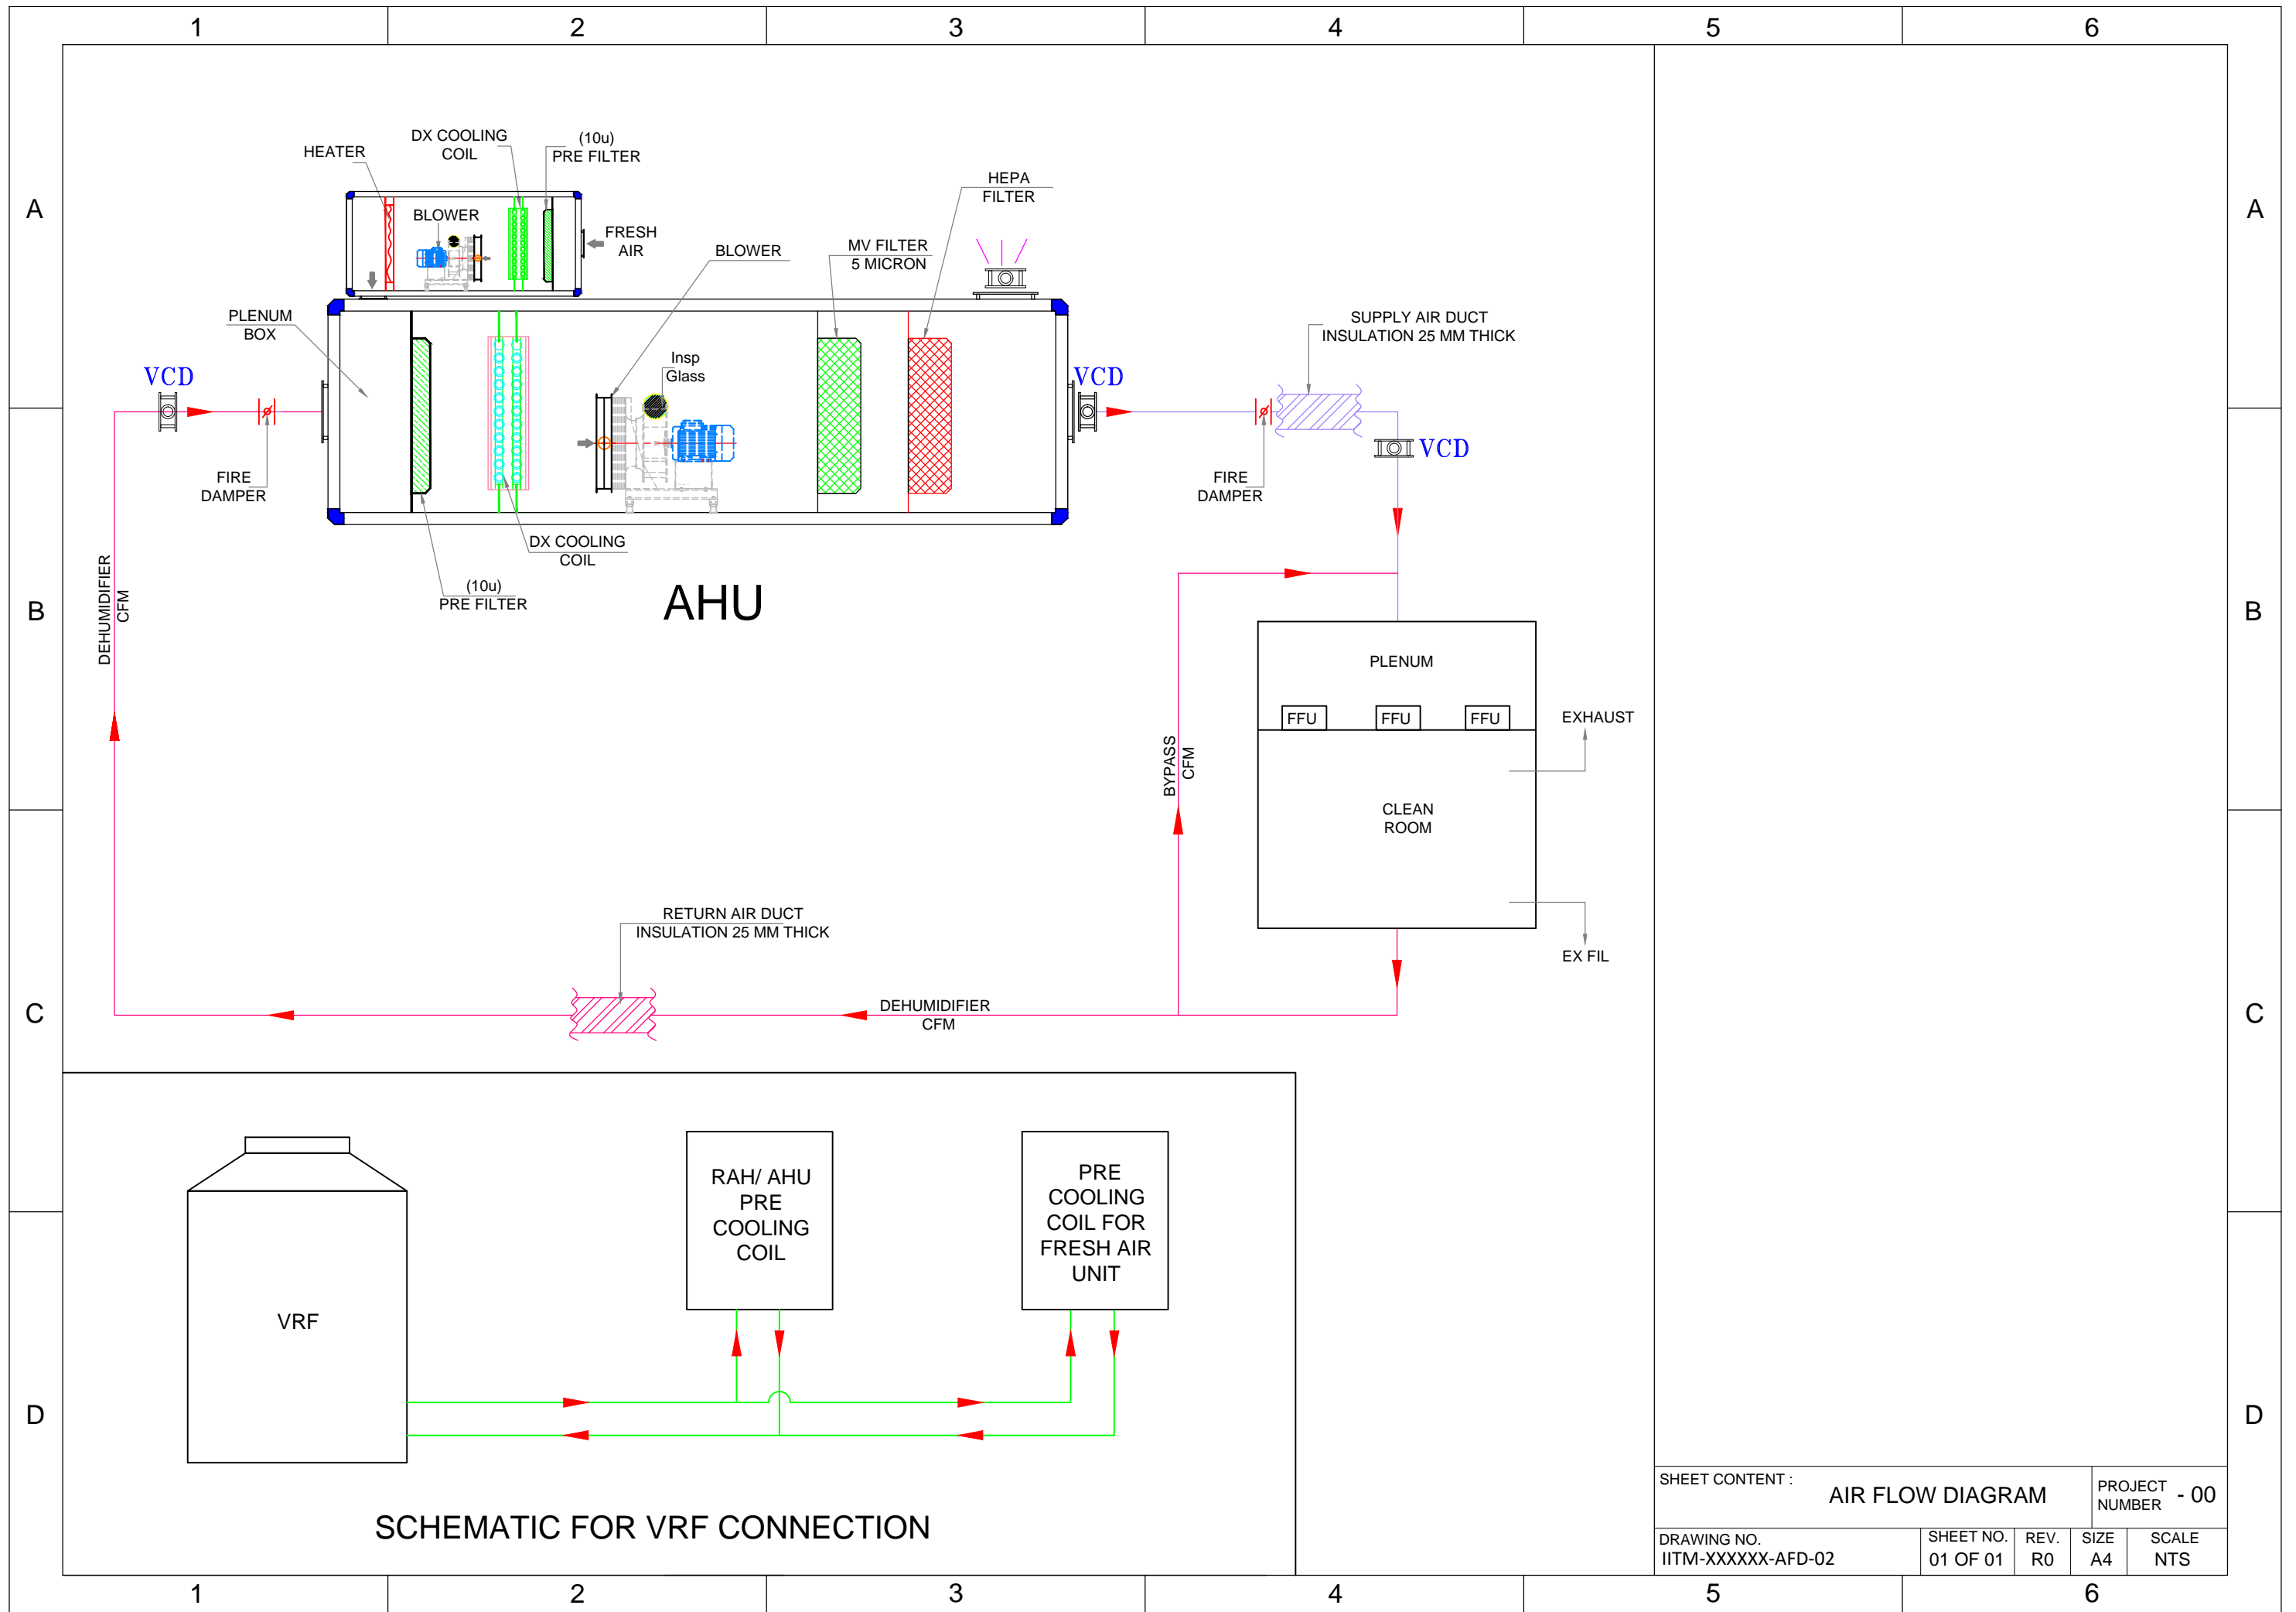 1 2 3 4 5 6
A A
DX COOLING
COIL
(10u)
PRE FILTER
HEATER
BLOWER
FRESH
AIR
HEPA
FILTER
BLOWER
MV FILTER
5 MICRON
PLENUM
BOX
SUPPLY AIR DUCT
INSULATION 25 MM THICK
Insp
Glass
VCD
VCD
VCD
FIRE
DAMPER
FIRE
DAMPER
DX COOLING
COIL
(10u)
PRE FILTER
AHU
DEHUMIDIFIER
CFM
B B
PLENUM
FFU FFU FFU
EXHAUST
BYPASS
CFM
CLEAN
ROOM
EX FIL
RETURN AIR DUCT
INSULATION 25 MM THICK
DEHUMIDIFIER
CFM
C C
VRF
RAH/ AHU
PRE
COOLING
COIL
PRE
COOLING
COIL FOR
FRESH AIR
UNIT
D D
SCHEMATIC FOR VRF CONNECTION
SHEET CONTENT :
AIR FLOW DIAGRAM
PROJECT
NUMBER
- 00
DRAWING NO.
IITM-XXXXXX-AFD-02
SHEET NO.
01 OF 01
REV.
R0
SIZE
A4
SCALE
NTS
1 2 3 4 5 6